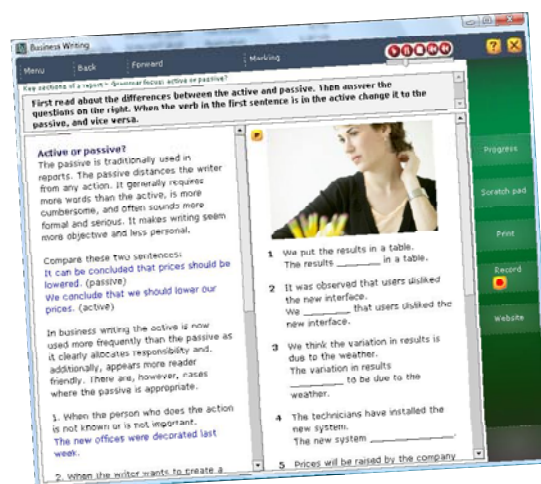 Business Writing
Menu
Back
Forward
Marking
Key sections of a report - Grammar focus: active or passive?
First read about the differences between the active and passive. Then answer the
questions on the right. When the verb in the first sentence is in the active change it to the
passive, and vice versa.
Active or passive?
The passive is traditionally used in
reports. The passive distances the writer
from any action. It generally requires
more words than the active, is more
cumbersome, and often sounds more
formal and serious. It makes writing seem
more objective and less personal.
Compare these two sentences:
It can be concluded that prices should be
lowered. (passive)
We conclude that we should lower our
prices. (active)
In business writing the active is now
used more frequently than the passive as
it clearly allocates responsibility and,
additionally, appears more reader
friendly. There are, however, cases
where the passive is appropriate.
1. When the person who does the action
is not known or is not important.
The new offices were decorated last
week.
2. When the writer wants to create a
1 We put the results in a table.
The results ________ in a table.
2 It was observed that users disliked
the new interface.
We ________ that users disliked the
new interface.
3 We think the variation in results is
due to the weather.
The variation in results
________ to be due to the
weather.
4 The technicians have installed the
new system.
The new system ________.
5 Prices will be raised by the company
Progress
Scratch pad
Print
Record
Website